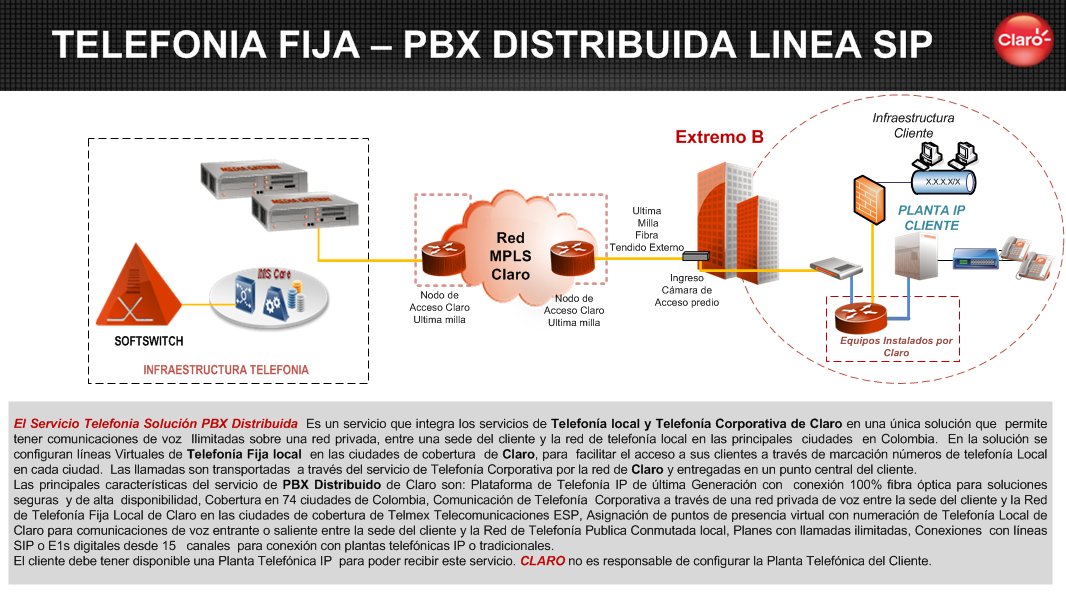 TELEFONIA FIJA – PBX DISTRIBUIDA LINEA SIP
Claro
Extremo B
Infraestructura
Cliente
X.X.X.X/X
PLANTA IP
CLIENTE
MEDIA GATEWAY
MEDIA GATEWAY
IMS Core
SOFTSWITCH
INFRAESTRUCTURA TELEFONIA
Red
MPLS
Claro
Nodo de
Acceso Claro
Ultima milla
Nodo de
Acceso Claro
Ultima milla
Ultima
Milla
Fibra
Tendido Externo
Ingreso
Cámara de
Acceso predio
Equipos Instalados por
Claro
El Servicio Telefonia Solución PBX Distribuida Es un servicio que integra los servicios de Telefonía local y Telefonía Corporativa de Claro en una única solución que permite
tener comunicaciones de voz Ilimitadas sobre una red privada, entre una sede del cliente y la red de telefonía local en las principales ciudades en Colombia. En la solución se
configuran líneas Virtuales de Telefonía Fija local en las ciudades de cobertura de Claro, para facilitar el acceso a sus clientes a través de marcación números de telefonía Local
en cada ciudad. Las llamadas son transportadas a través del servicio de Telefonía Corporativa por la red de Claro y entregadas en un punto central del cliente.
Las principales características del servicio de PBX Distribuido de Claro son: Plataforma de Telefonía IP de última Generación con conexión 100% fibra óptica para soluciones
seguras y de alta disponibilidad, Cobertura en 74 ciudades de Colombia, Comunicación de Telefonía Corporativa a través de una red privada de voz entre la sede del cliente y la Red
de Telefonía Fija Local de Claro en las ciudades de cobertura de Telmex Telecomunicaciones ESP, Asignación de puntos de presencia virtual con numeración de Telefonía Local de
Claro para comunicaciones de voz entrante o saliente entre la sede del cliente y la Red de Telefonía Publica Conmutada local, Planes con llamadas ilimitadas, Conexiones con líneas
SIP o E1s digitales desde 15 canales para conexión con plantas telefónicas IP o tradicionales.
El cliente debe tener disponible una Planta Telefónica IP para poder recibir este servicio. CLARO no es responsable de configurar la Planta Telefónica del Cliente.